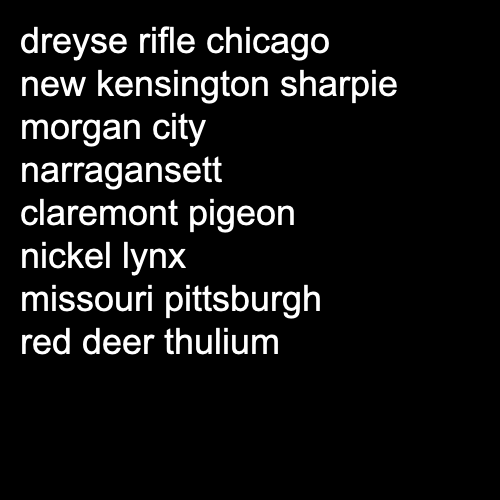 dreyse rifle chicago
new kensington sharpie
morgan city
narragansett
claremont pigeon
nickel lynx
missouri pittsburgh
red deer thulium